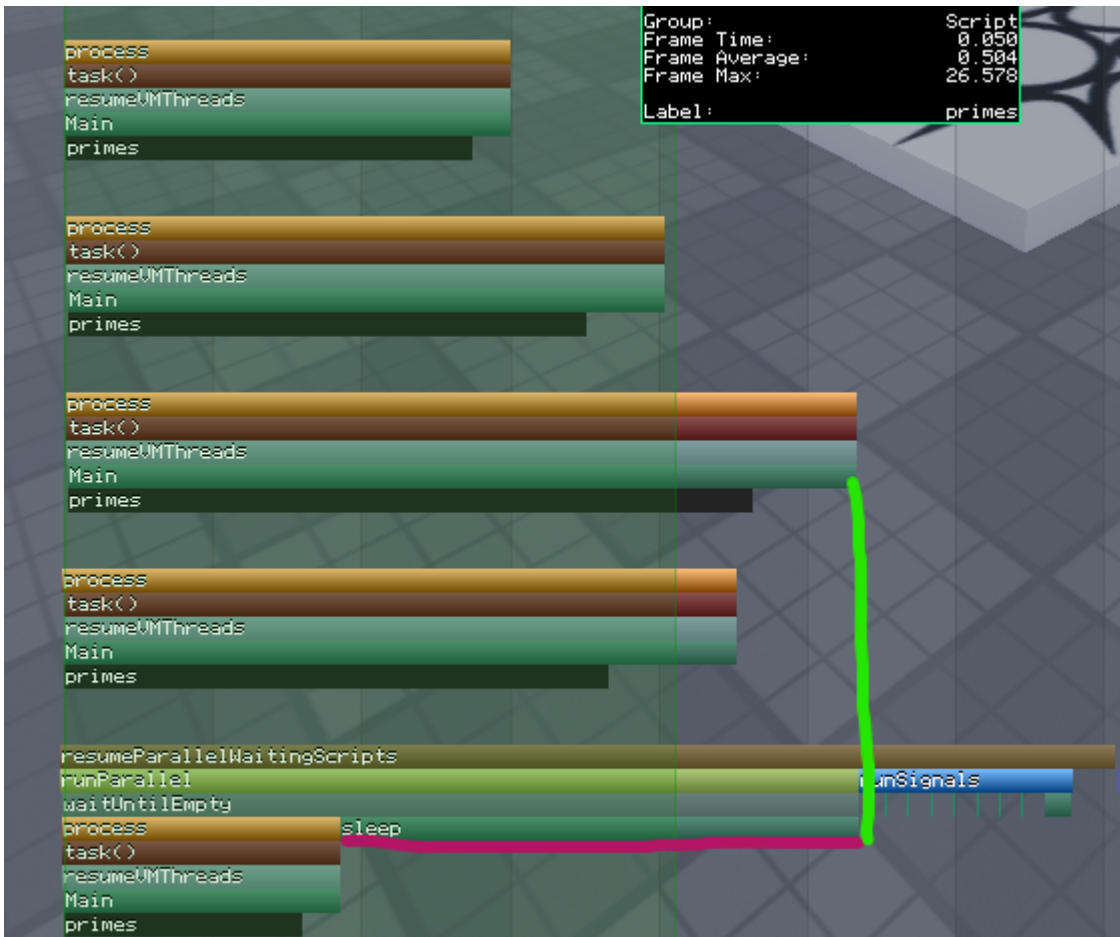 Group: Script
Frame Time: 0.050
Frame Average: 0.504
Frame Max: 26.578
Label: primes
process
task()
resumeVMThreads
Main
primes
process
task()
resumeVMThreads
Main
primes
process
task()
resumeVMThreads
Main
primes
process
task()
resumeVMThreads
Main
primes
resumeParallelWaitingScripts
runParallel
runSignals
waitUntilEmpty
process
sleep
task()
resumeVMThreads
Main
primes